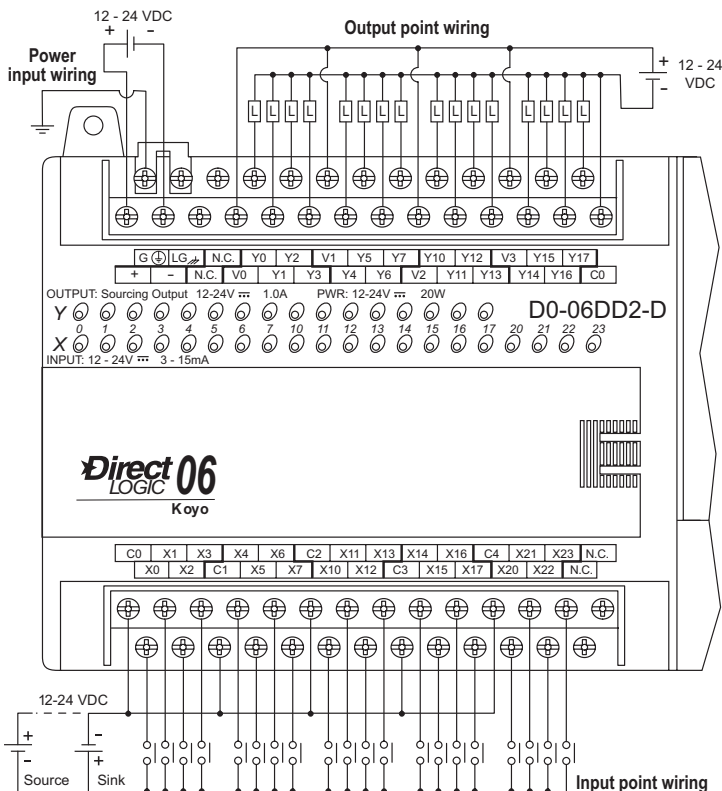 12 - 24 VDC
+ -
Power
input wiring
Output point wiring
+ 12 - 24
VDC
-
L L L L L L L L L L L L L L L L
G LG N.C. Y0 Y2 V1 Y5 Y7 Y10 Y12 V3 Y15 Y17
+ - N.C. V0 Y1 Y3 Y4 Y6 V2 Y11 Y13 Y14 Y16 C0
OUTPUT: Sourcing Output 12-24V 1.0A PWR: 12-24V 20W
D0-06DD2-D
Y
0 1 2 3 4 5 6 7 10 11 12 13 14 15 16 17 20 21 22 23
X
INPUT: 12 - 24V 3 - 15mA
Direct
LOGIC 06
Koyo
C0 X1 X3 X4 X6 C2 X11 X13 X14 X16 C4 X21 X23 N.C.
X0 X2 C1 X5 X7 X10 X12 C3 X15 X17 X20 X22 N.C.
12-24 VDC
+ -
- +
Source Sink
Input point wiring